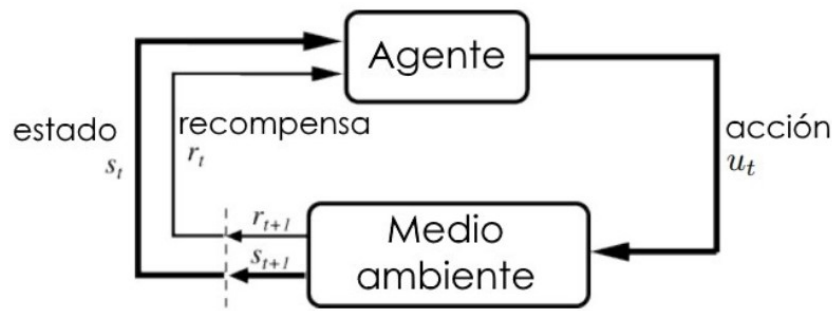 Agente
estado
s_t
recompensa
r_t
acción
u_t
r_{t+1}
s_{t+1}
Medio
ambiente